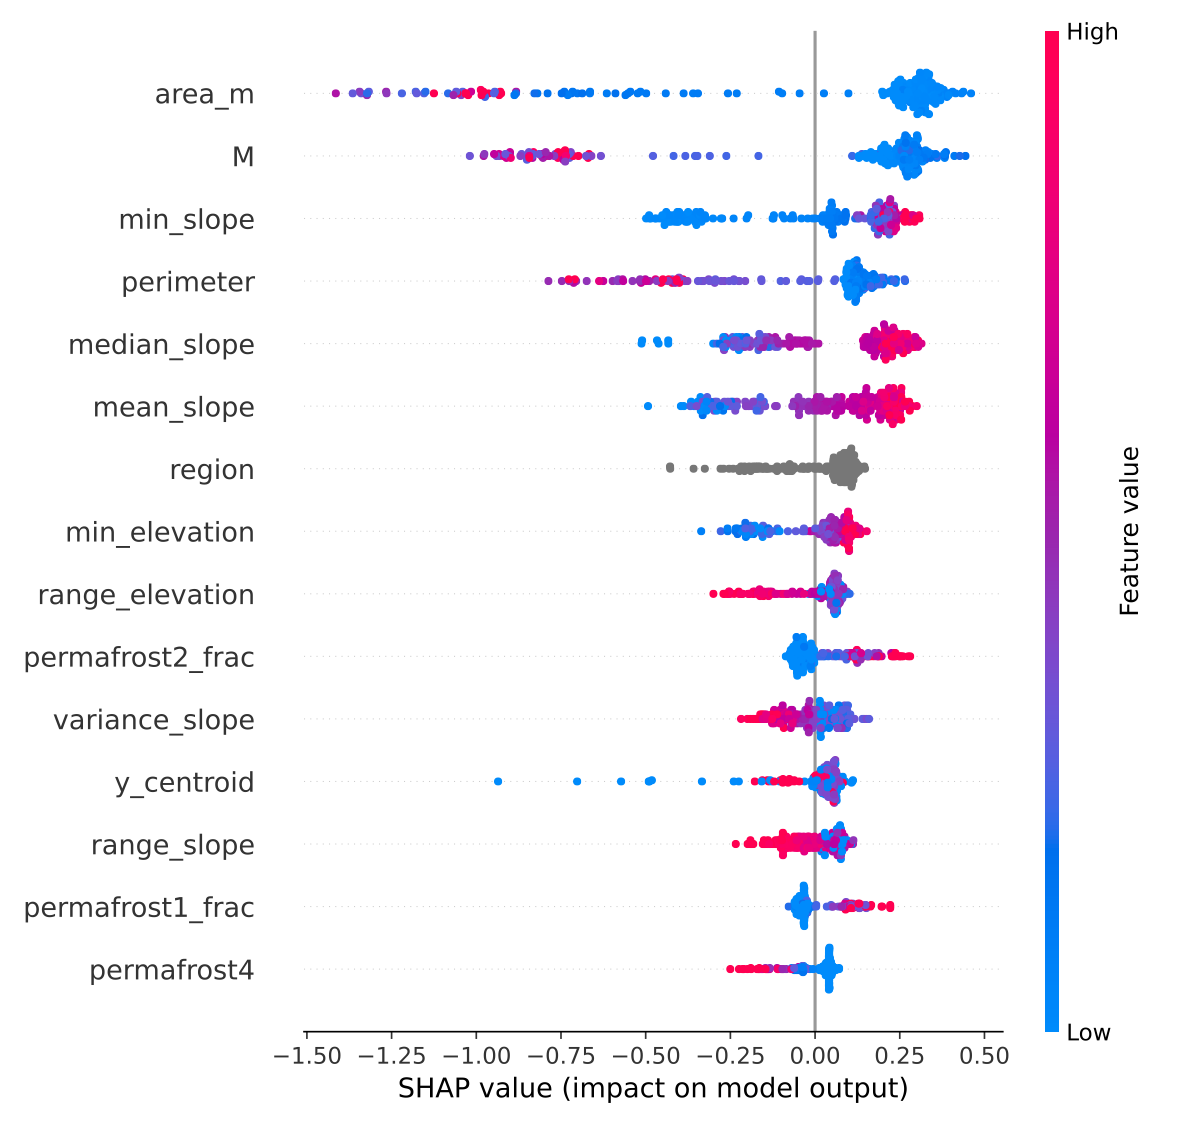 High
area_m
M
min_slope
perimeter
median_slope
mean_slope
region
min_elevation
range_elevation
permafrost2_frac
variance_slope
y_centroid
range_slope
permafrost1_frac
permafrost4
Feature value
Low
−1.50 −1.25 −1.00 −0.75 −0.50 −0.25 0.00 0.25 0.50
SHAP value (impact on model output)